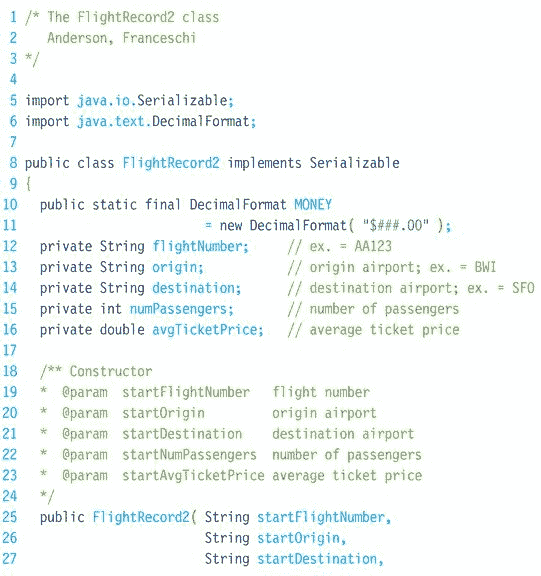 1 /* The FlightRecord2 class
2 Anderson, Franceschi
3 */
4
5 import java.io.Serializable;
6 import java.text.DecimalFormat;
7
8 public class FlightRecord2 implements Serializable
9 {
10 public static final DecimalFormat MONEY
11 = new DecimalFormat( "$###.00" );
12 private String flightNumber; // ex. = AA123
13 private String origin; // origin airport; ex. = BWI
14 private String destination; // destination airport; ex. = SFO
15 private int numPassengers; // number of passengers
16 private double avgTicketPrice; // average ticket price
17
18 /** Constructor
19 * @param startFlightNumber flight number
20 * @param startOrigin origin airport
21 * @param startDestination destination airport
22 * @param startNumPassengers number of passengers
23 * @param startAvgTicketPrice average ticket price
24 */
25 public FlightRecord2( String startFlightNumber,
26 String startOrigin,
27 String startDestination,